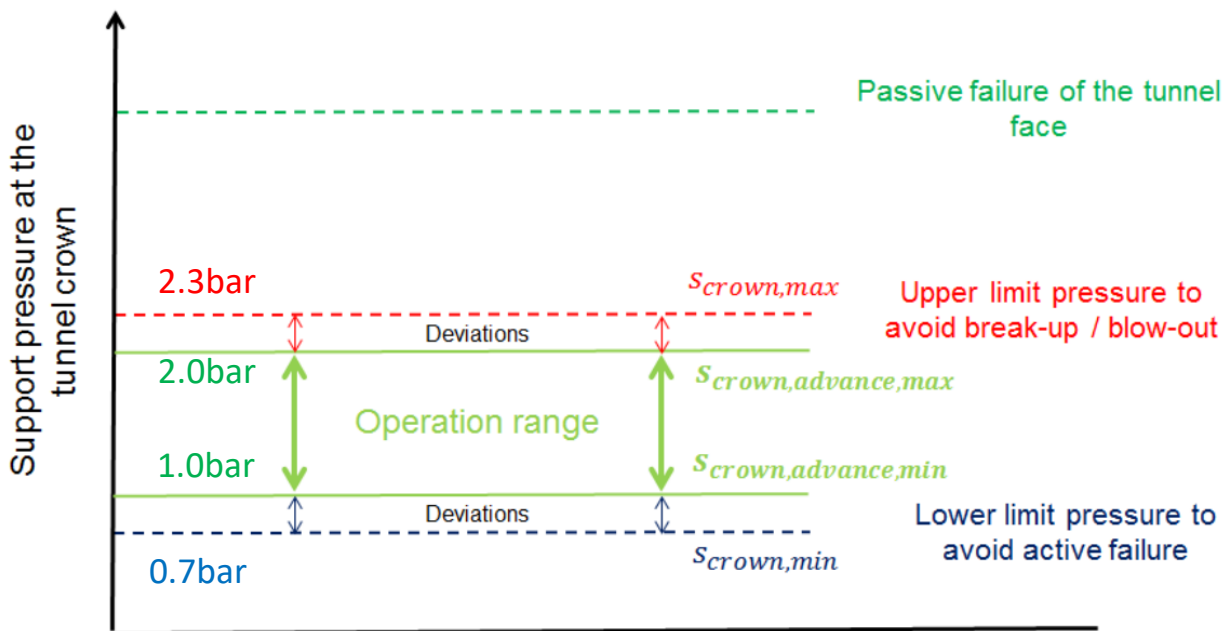 Support pressure at the
tunnel crown
Passive failure of the tunnel
face
2.3bar
s_crown,max
Upper limit pressure to
avoid break-up / blow-out
Deviations
2.0bar
s_crown,advance,max
Operation range
1.0bar
s_crown,advance,min
Deviations
Lower limit pressure to
avoid active failure
s_crown,min
0.7bar